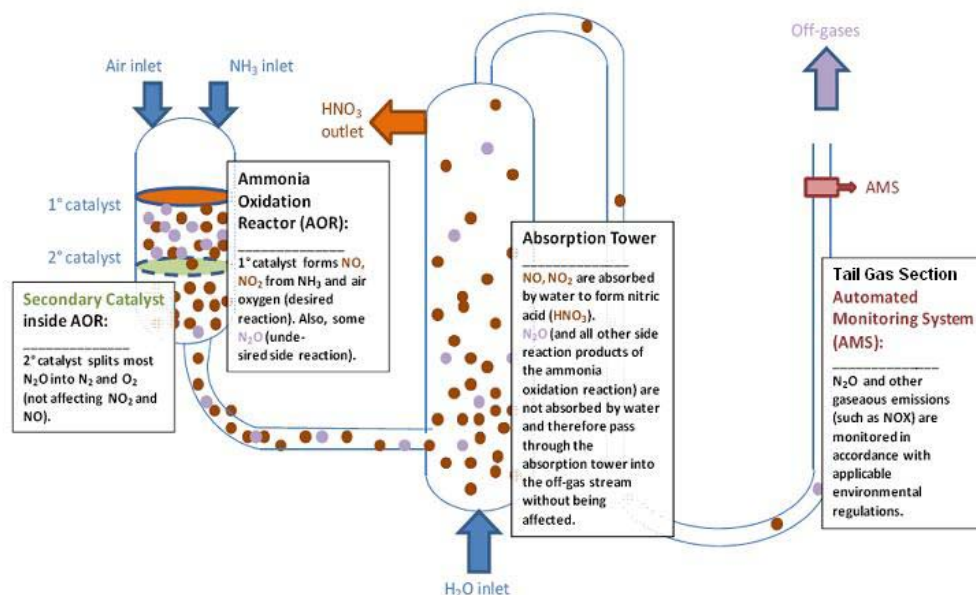 Off-gases
Air inlet
NH₃ inlet
HNO₃
outlet
AMS
1° catalyst
2° catalyst
Ammonia
Oxidation
Reactor (AOR):
_______________
1° catalyst forms NO,
NO₂ from NH₃ and air
oxygen (desired
reaction). Also, some
N₂O (unde-
sired side reaction).
Secondary Catalyst
inside AOR:
_______________
2° catalyst splits most
N₂O into N₂ and O₂
(not affecting NO₂ and
NO).
Absorption Tower
_______________
NO, NO₂ are absorbed
by water to form nitric
acid (HNO₃).
N₂O (and all other side
reaction products of
the ammonia
oxidation reaction) are
not absorbed by water
and therefore pass
through the
absorption tower into
the off-gas stream
without being
affected.
Tail Gas Section
Automated
Monitoring System
(AMS):
_______________
N₂O and other
gaseous emissions
(such as NOX) are
monitored in
accordance with
applicable
environmental
regulations.
H₂O inlet